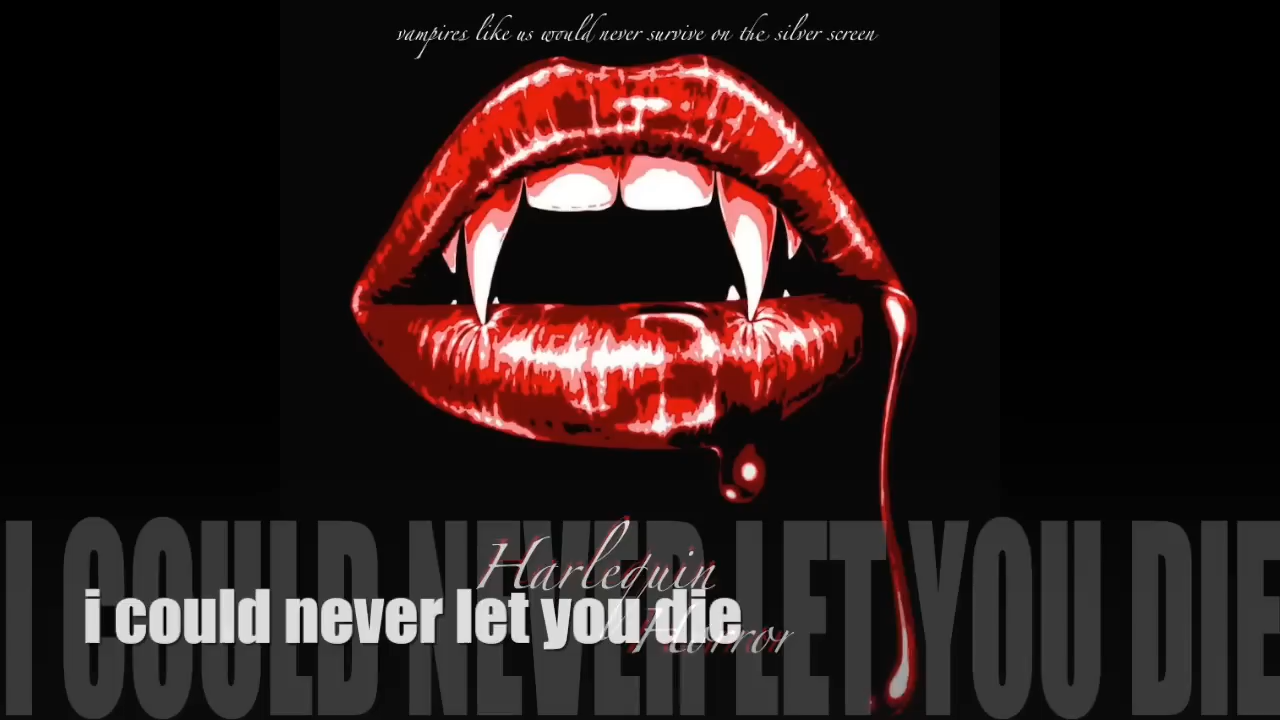 vampires like us would never survive on the silver screen
Harlequin
Horror
i could never let you die
I COULD NEVER LET YOU DIE